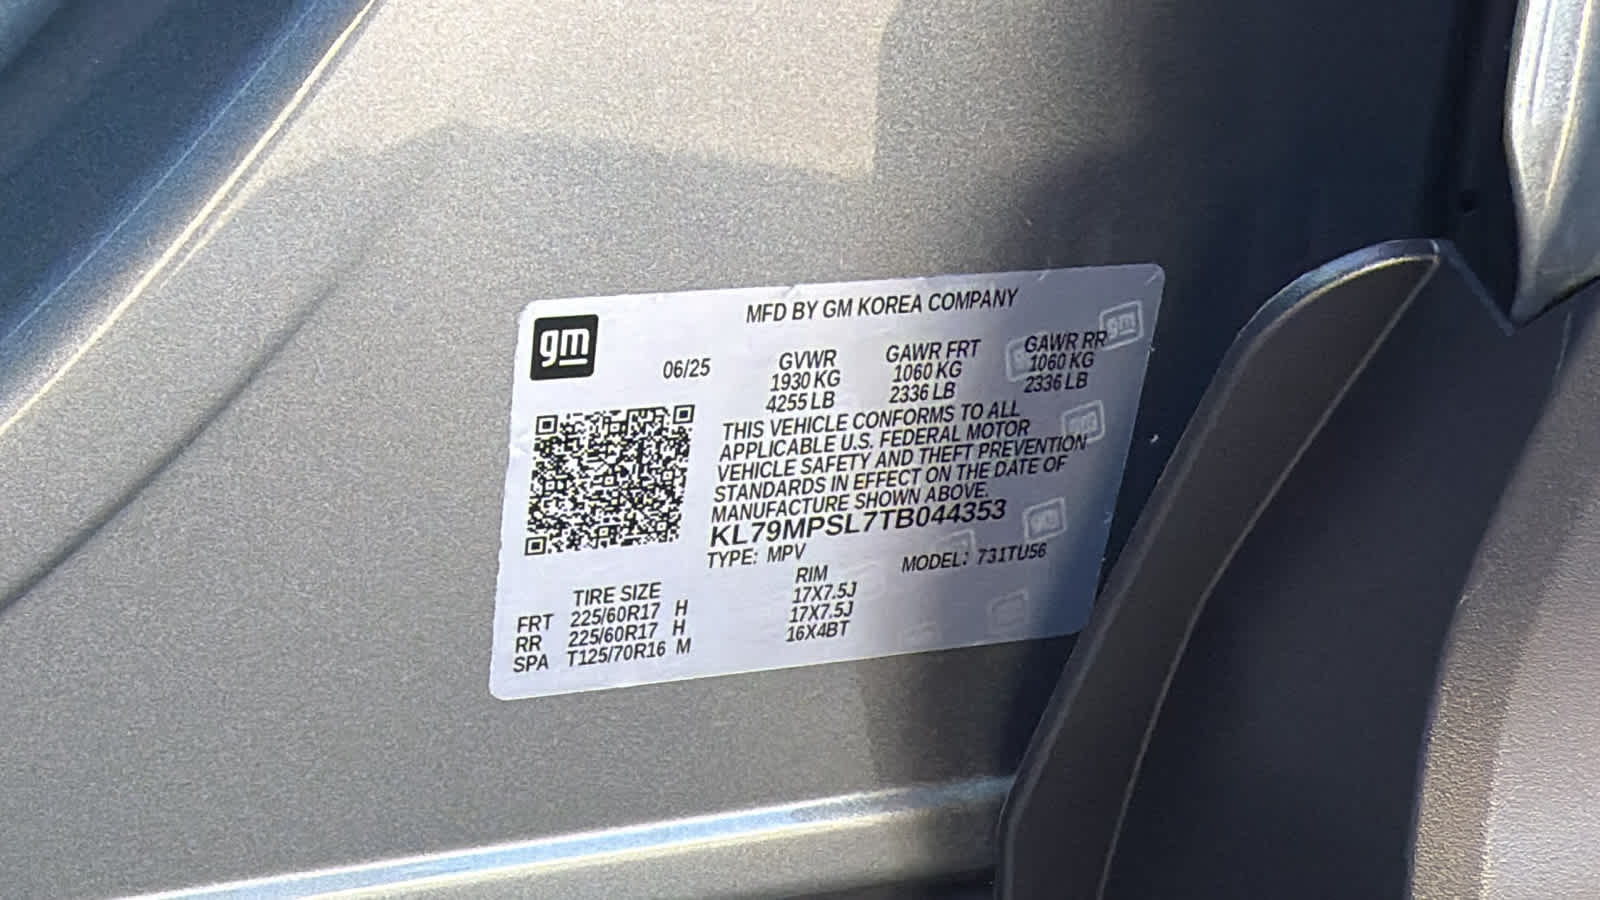 MFD BY GM KOREA COMPANY
gm
06/25
GVWR
1930 KG
4255 LB
GAWR FRT
1060 KG
2336 LB
GAWR RR
1060 KG
2336 LB
THIS VEHICLE CONFORMS TO ALL
APPLICABLE U.S. FEDERAL MOTOR
VEHICLE SAFETY AND THEFT PREVENTION
STANDARDS IN EFFECT ON THE DATE OF
MANUFACTURE SHOWN ABOVE.
KL79MPSL7TB044353
TYPE: MPV MODEL: 731TU56
TIRE SIZE RIM
FRT 225/60R17 H 17X7.5J
RR 225/60R17 H 17X7.5J
SPA T125/70R16 M 16X4BT